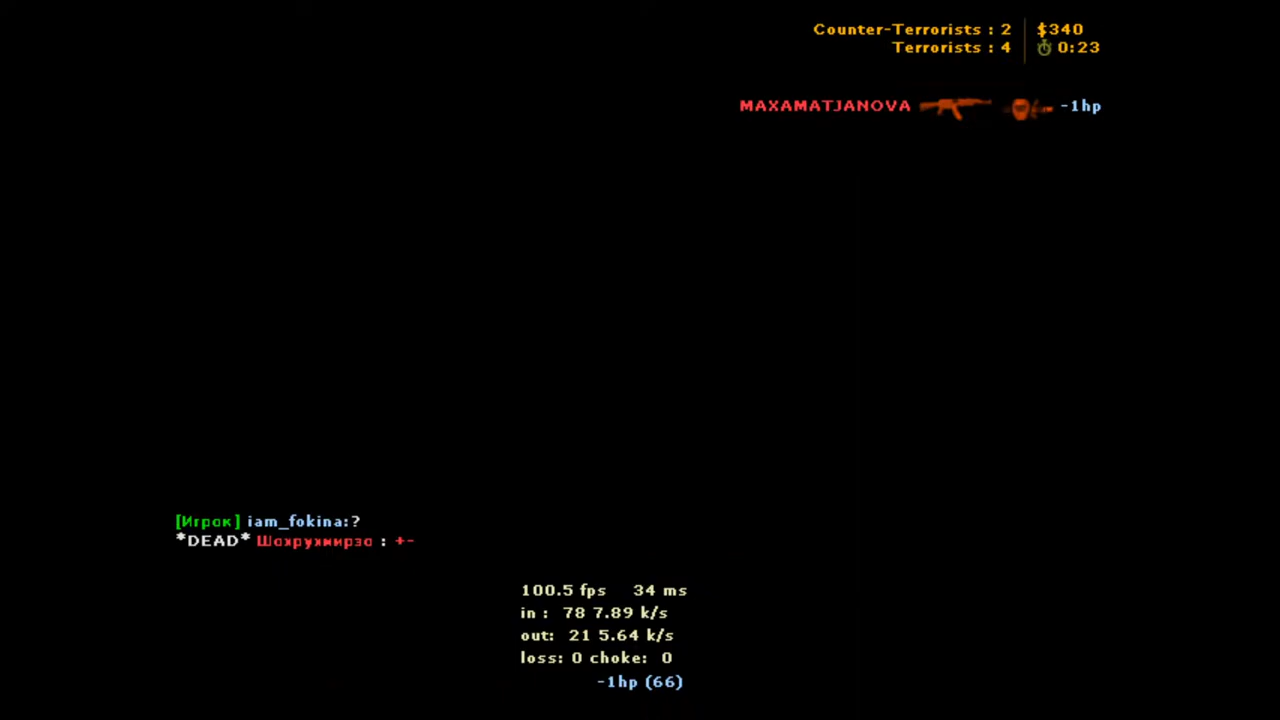 Counter-Terrorists : 2
$340
Terrorists : 4
0:23
MAXAMATJANOVA
-1hp
[Игрок] iam_fokina:?
*DEAD* Шохрухмирзо : +-
100.5 fps 34 ms
in : 78 7.89 k/s
out: 21 5.64 k/s
loss: 0 choke: 0
-1hp (66)